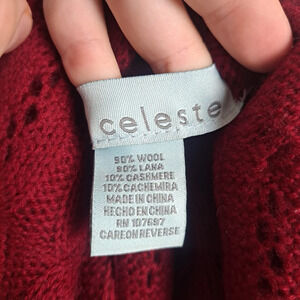 celeste
90% WOOL
90% LANA
10% CASHMERE
10% CACHEMIRA
MADE IN CHINA
HECHO EN CHINA
RN 107697
CARE ON REVERSE